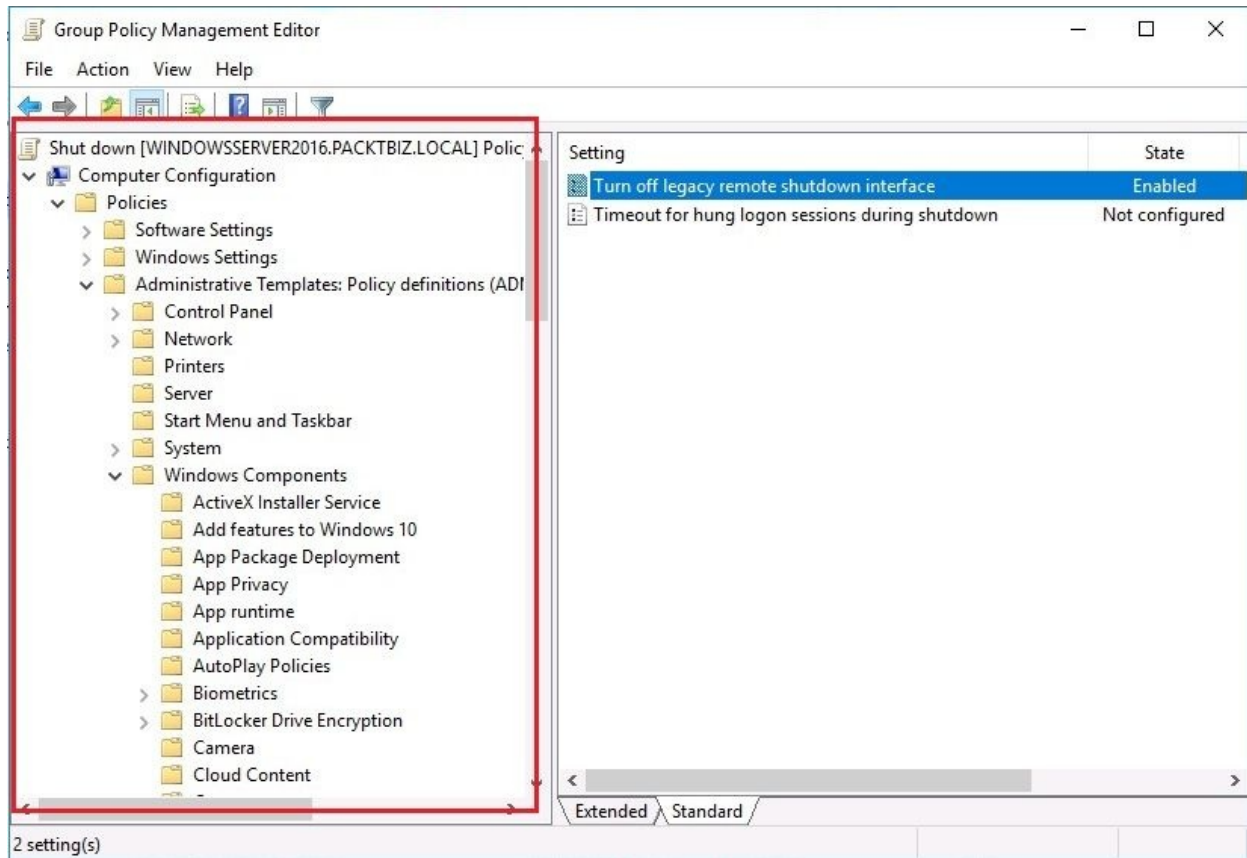 Group Policy Management Editor
File Action View Help
Shut down [WINDOWSSERVER2016.PACKTBIZ.LOCAL] Policy
Computer Configuration
Policies
Software Settings
Windows Settings
Administrative Templates: Policy definitions (ADM
Control Panel
Network
Printers
Server
Start Menu and Taskbar
System
Windows Components
ActiveX Installer Service
Add features to Windows 10
App Package Deployment
App Privacy
App runtime
Application Compatibility
AutoPlay Policies
Biometrics
BitLocker Drive Encryption
Camera
Cloud Content
Setting State
Turn off legacy remote shutdown interface Enabled
Timeout for hung logon sessions during shutdown Not configured
Extended Standard
2 setting(s)